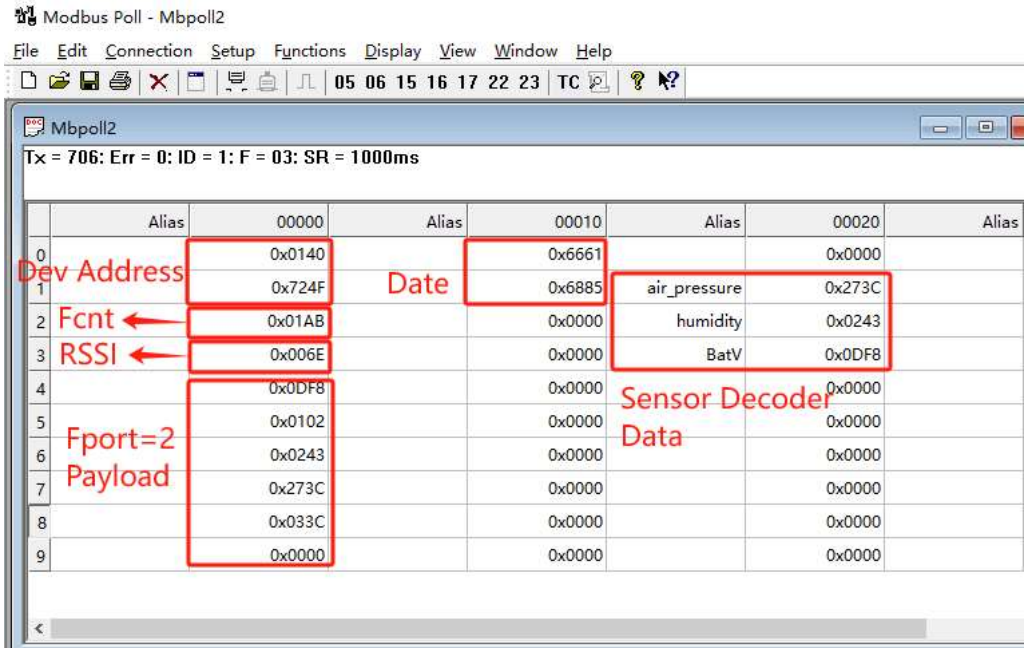 Modbus Poll - Mbpoll2
File Edit Connection Setup Functions Display View Window Help
05 06 15 16 17 22 23 TC
Mbpoll2
Tx = 706: Err = 0: ID = 1: F = 03: SR = 1000ms
Alias 00000 Alias 00010 Alias 00020 Alias
0 0x0140 0x6661 0x0000
Dev Address Date
1 0x724F 0x6885 air_pressure 0x273C
2 Fcnt 0x01AB 0x0000 humidity 0x0243
3 RSSI 0x006E 0x0000 BatV 0x0DF8
4 0x0DF8 0x0000 0x0000
Sensor Decoder
Data
5 0x0102 0x0000 0x0000
Fport=2
Payload
6 0x0243 0x0000 0x0000
7 0x273C 0x0000 0x0000
8 0x033C 0x0000 0x0000
9 0x0000 0x0000 0x0000